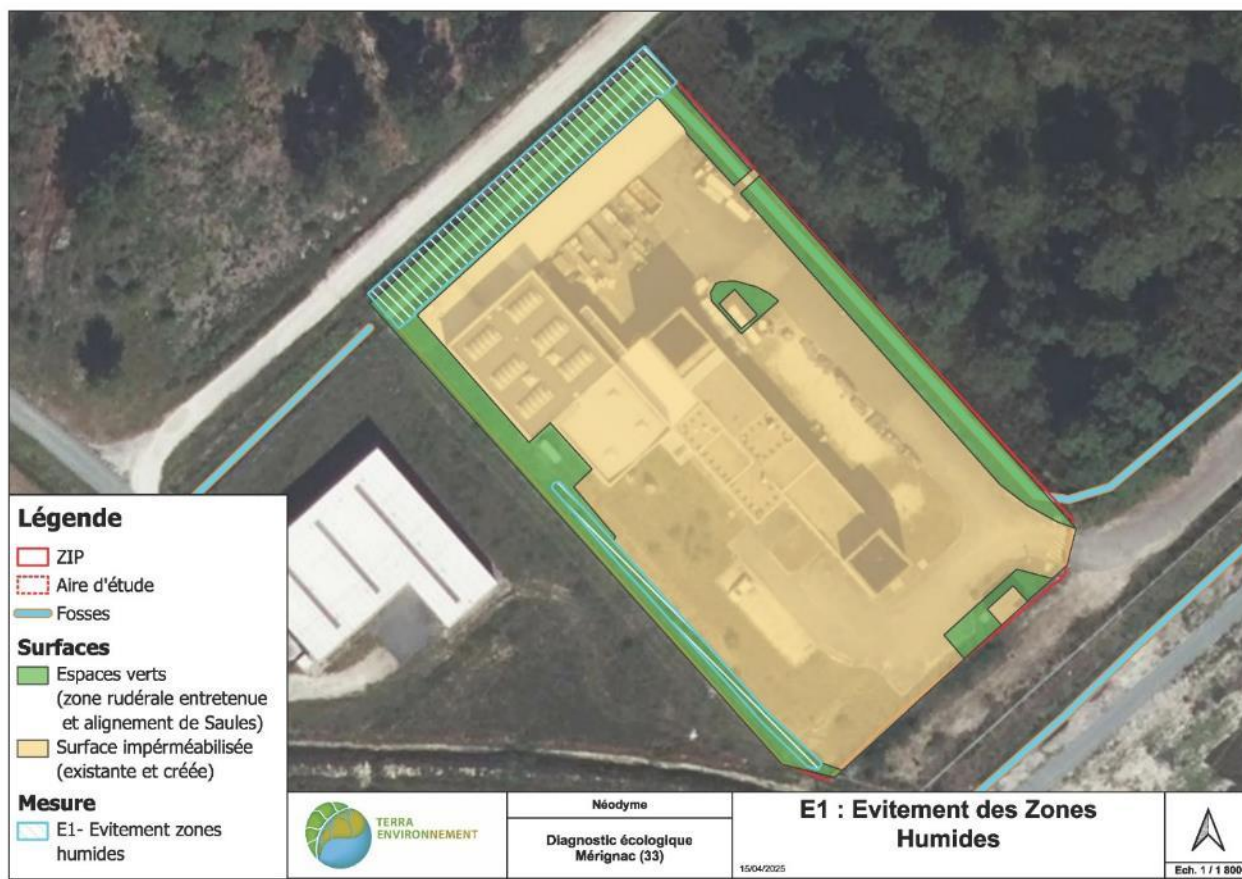 Légende
ZIP
Aire d'étude
Fosses
Surfaces
Espaces verts
(zone rudérale entretenue
et alignement de Saules)
Surface impérméabilisée
(existante et créée)
Mesure
E1- Evitement zones
humides
TERRA
ENVIRONNEMENT
Néodyme
Diagnostic écologique
Mérignac (33)
E1 : Evitement des Zones
Humides
15/04/2025
Ech. 1 / 1 800